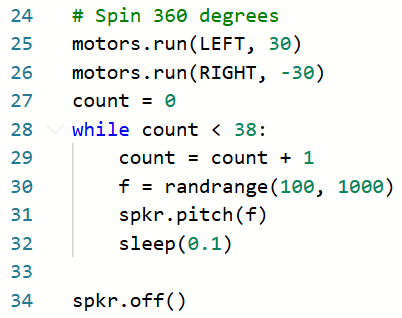 24 # Spin 360 degrees
25 motors.run(LEFT, 30)
26 motors.run(RIGHT, -30)
27 count = 0
28 while count < 38:
29     count = count + 1
30     f = randrange(100, 1000)
31     spkr.pitch(f)
32     sleep(0.1)
33
34 spkr.off()